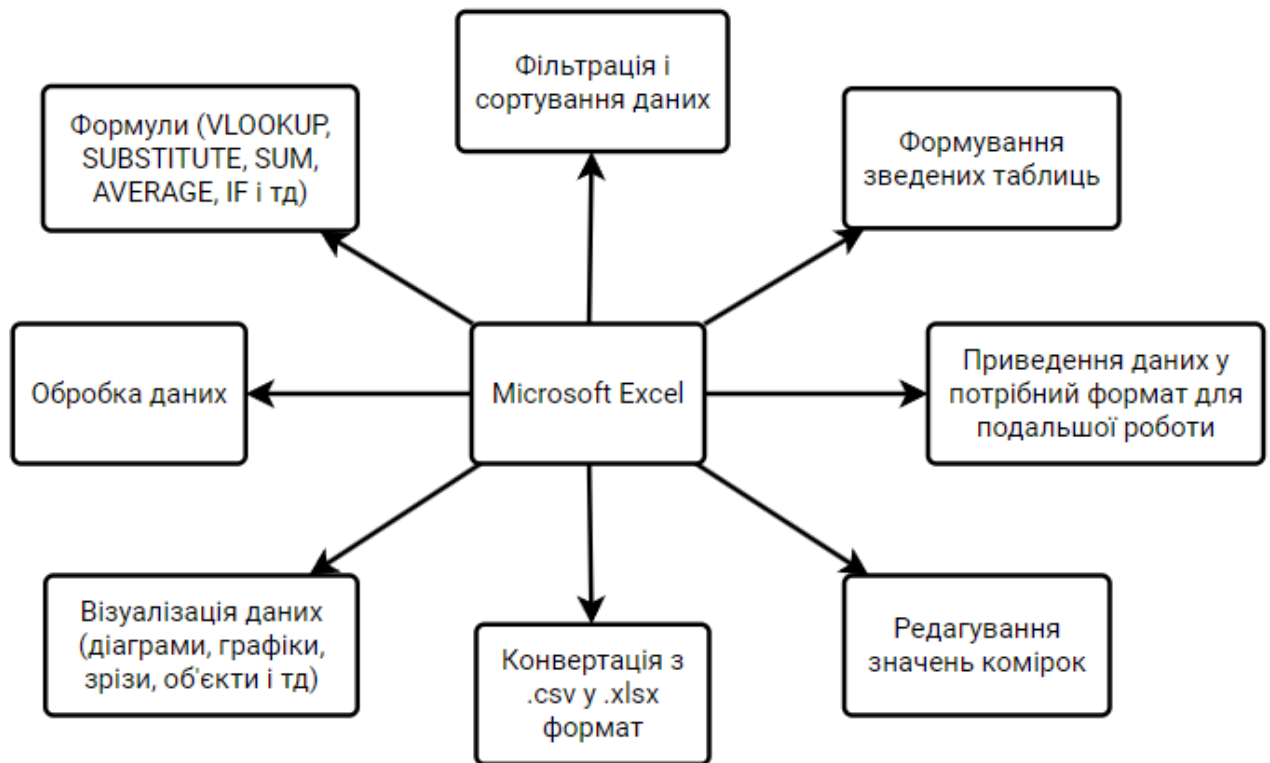 Фільтрація і
сортування даних
Формули (VLOOKUP,
SUBSTITUTE, SUM,
AVERAGE, IF і тд)
Формування
зведених таблиць
Обробка даних
Microsoft Excel
Приведення даних у
потрібний формат для
подальшої роботи
Візуалізація даних
(діаграми, графіки,
зрізи, об'єкти і тд)
Конвертація з
.csv у .xlsx
формат
Редагування
значень комірок